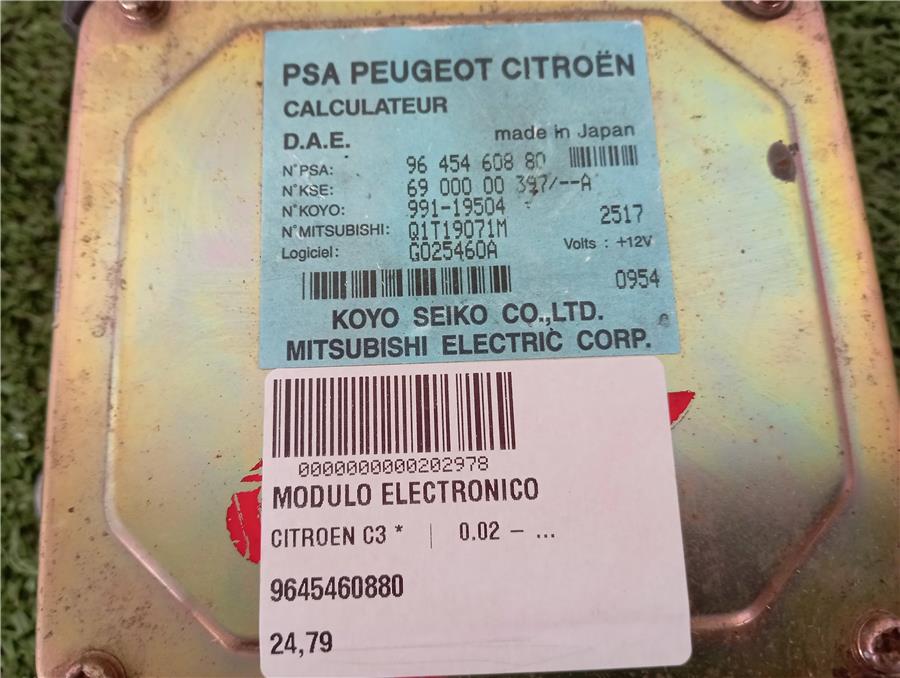 PSA PEUGEOT CITROËN
CALCULATEUR
D.A.E. made in Japan
N°PSA: 96 454 608 80
N°KSE: 69 000 00 397/--A
N°KOYO: 991-19504 2517
N°MITSUBISHI: Q1T19071M
Logiciel: G025460A Volts : +12V
0954
KOYO SEIKO CO.,LTD.
MITSUBISHI ELECTRIC CORP.
0000000000202978
MODULO ELECTRONICO
CITROEN C3 * | 0.02 – ...
9645460880
24,79